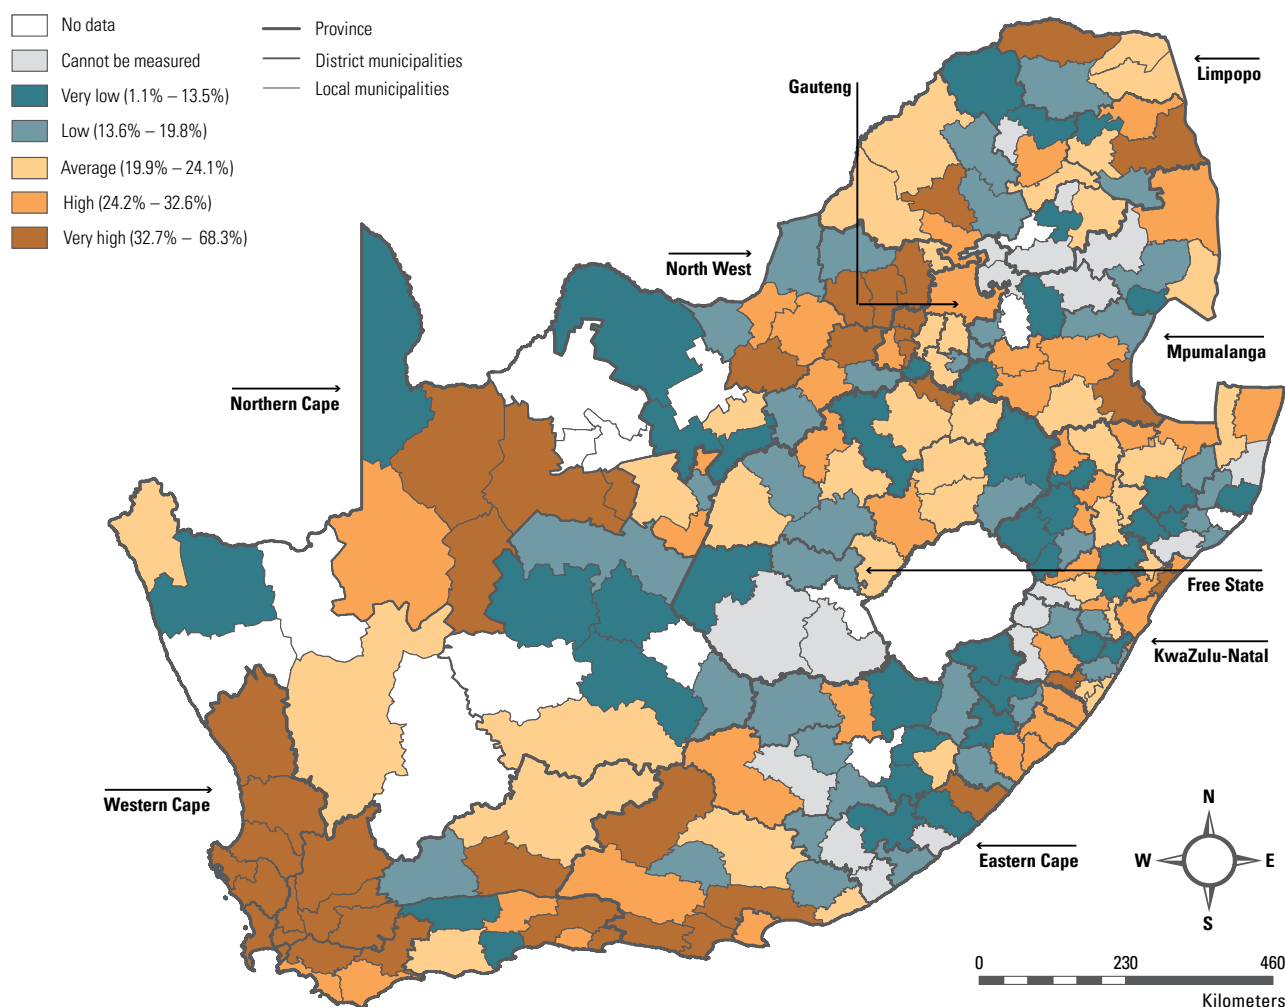 No data
Cannot be measured
Very low (1.1% – 13.5%)
Low (13.6% – 19.8%)
Average (19.9% – 24.1%)
High (24.2% – 32.6%)
Very high (32.7% – 68.3%)
Province
District municipalities
Local municipalities
Limpopo
Gauteng
North West
Mpumalanga
Northern Cape
Free State
KwaZulu-Natal
Western Cape
Eastern Cape
N
W
E
S
0
230
460
Kilometers